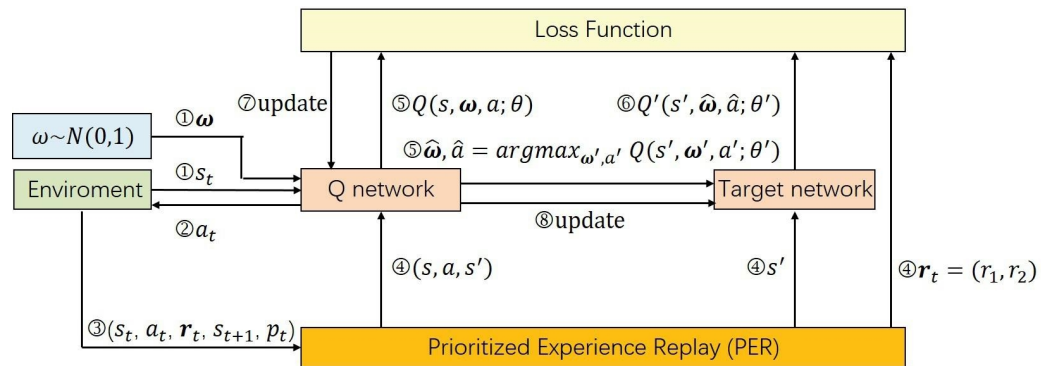 Loss Function
⑦update
⑤Q(s, ω, a; θ)
⑥Q′(s′, ω̂, â; θ′)
①ω
ω~N(0,1)
⑤ω̂, â = argmax_{ω′,a′} Q(s′, ω′, a′; θ′)
①s_t
Enviroment
Q network
Target network
②a_t
⑧update
④(s, a, s′)
④s′
④r_t = (r_1, r_2)
③(s_t, a_t, r_t, s_{t+1}, p_t)
Prioritized Experience Replay (PER)